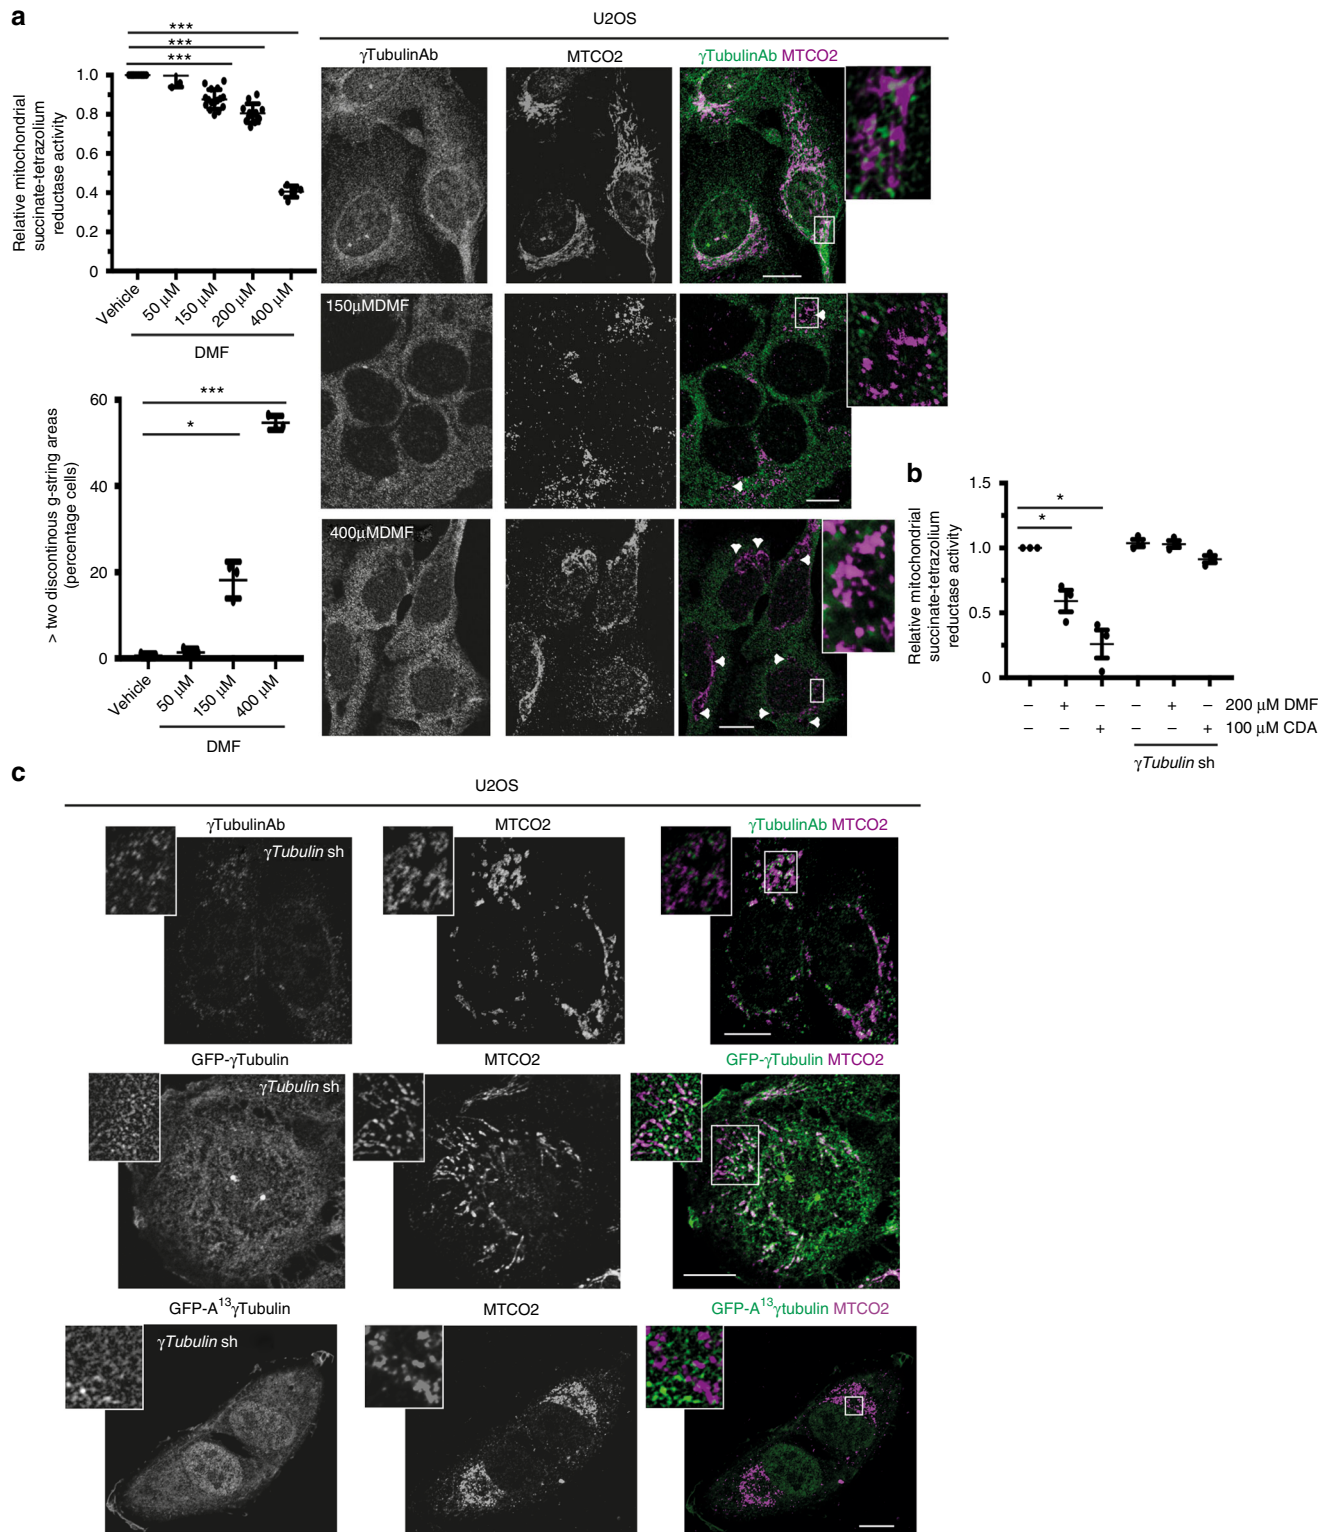 a
U2OS
γTubulinAb
MTCO2
γTubulinAb MTCO2
***
***
***
1.0
0.8
0.6
0.4
0.2
0
Relative mitochondrial
succinate-tetrazolium
reductase activity
Vehicle
50 μM
150 μM
200 μM
400 μM
DMF
150μMDMF
400μMDMF
***
*
60
40
20
0
> two discontinous g-string areas
(percentage cells)
Vehicle
50 μM
150 μM
400 μM
DMF
b
*
*
1.5
1.0
0.5
0
Relative mitochondrial
succinate-tetrazolium
reductase activity
– + – – + – 200 μM DMF
– – + – – + 100 μM CDA
γTubulin sh
c
U2OS
γTubulinAb
MTCO2
γTubulinAb MTCO2
γTubulin sh
GFP-γTubulin
MTCO2
GFP-γTubulin MTCO2
γTubulin sh
GFP-A¹³γTubulin
MTCO2
GFP-A¹³γtubulin MTCO2
γTubulin sh